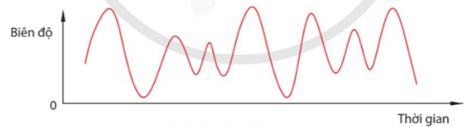 Biên độ
0
Thời gian